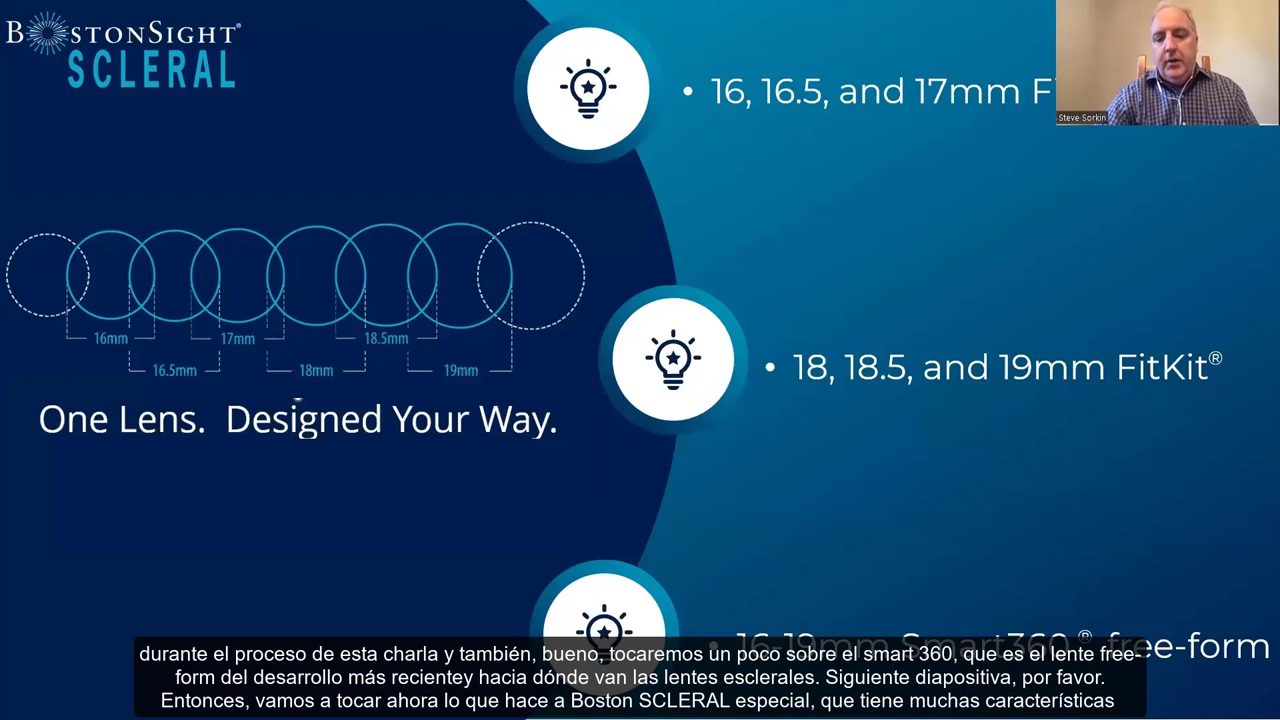 BOSTONSIGHT®
SCLERAL
• 16, 16.5, and 17mm
Steve Sorkin
16mm
17mm
18.5mm
16.5mm
18mm
19mm
One Lens. Designed Your Way.
• 18, 18.5, and 19mm FitKit®
• 16-19mm Smart360® free-form
durante el proceso de esta charla y también, bueno, tocaremos un poco sobre el smart 360, que es el lente free-
form del desarrollo más recientey hacia dónde van las lentes esclerales. Siguiente diapositiva, por favor.
Entonces, vamos a tocar ahora lo que hace a Boston SCLERAL especial, que tiene muchas características